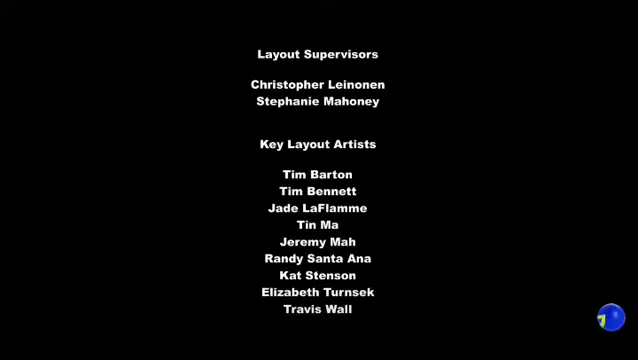 Layout Supervisors
Christopher Leinonen
Stephanie Mahoney
Key Layout Artists
Tim Barton
Tim Bennett
Jade LaFlamme
Tin Ma
Jeremy Mah
Randy Santa Ana
Kat Stenson
Elizabeth Turnsek
Travis Wall